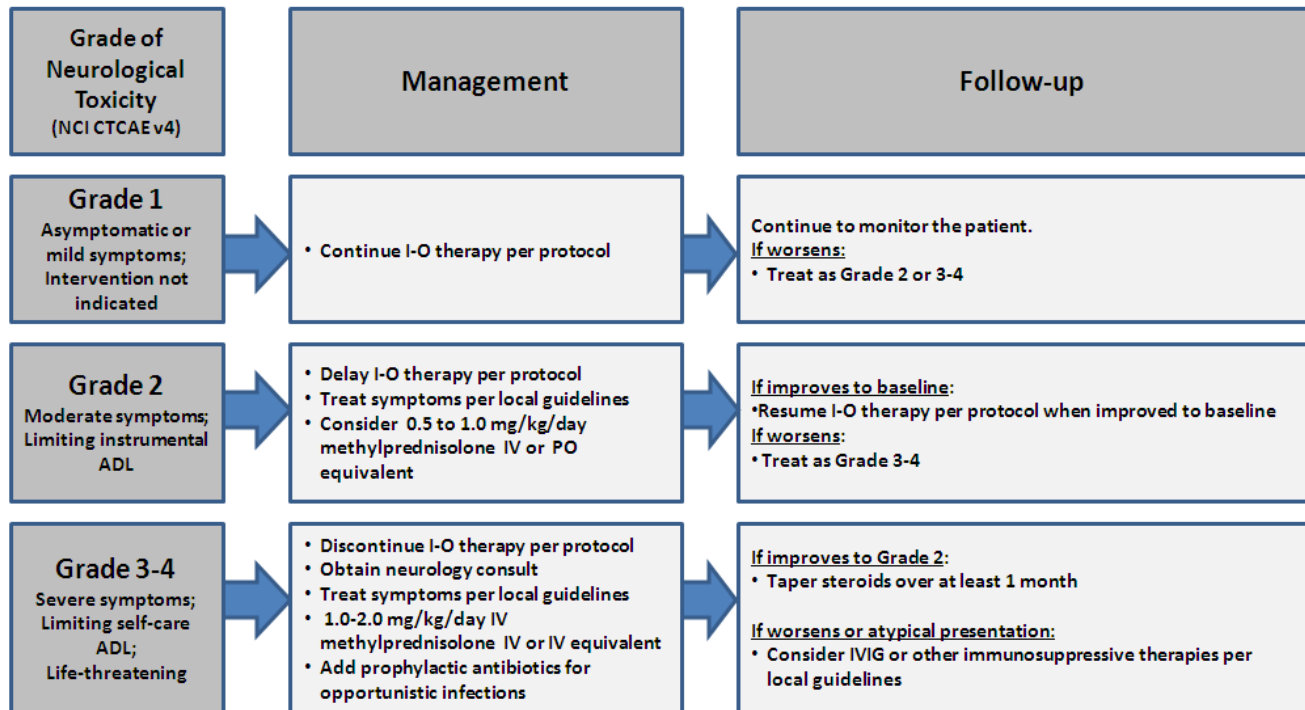 Grade of
Neurological
Toxicity
(NCI CTCAE v4)
Management
Follow-up
Grade 1
Asymptomatic or
mild symptoms;
Intervention not
indicated
• Continue I-O therapy per protocol
Continue to monitor the patient.
If worsens:
• Treat as Grade 2 or 3-4
Grade 2
Moderate symptoms;
Limiting instrumental
ADL
• Delay I-O therapy per protocol
• Treat symptoms per local guidelines
• Consider 0.5 to 1.0 mg/kg/day
methylprednisolone IV or PO
equivalent
If improves to baseline:
•Resume I-O therapy per protocol when improved to baseline
If worsens:
• Treat as Grade 3-4
Grade 3-4
Severe symptoms;
Limiting self-care
ADL;
Life-threatening
• Discontinue I-O therapy per protocol
• Obtain neurology consult
• Treat symptoms per local guidelines
• 1.0-2.0 mg/kg/day IV
methylprednisolone IV or IV equivalent
• Add prophylactic antibiotics for
opportunistic infections
If improves to Grade 2:
• Taper steroids over at least 1 month
If worsens or atypical presentation:
• Consider IVIG or other immunosuppressive therapies per
local guidelines